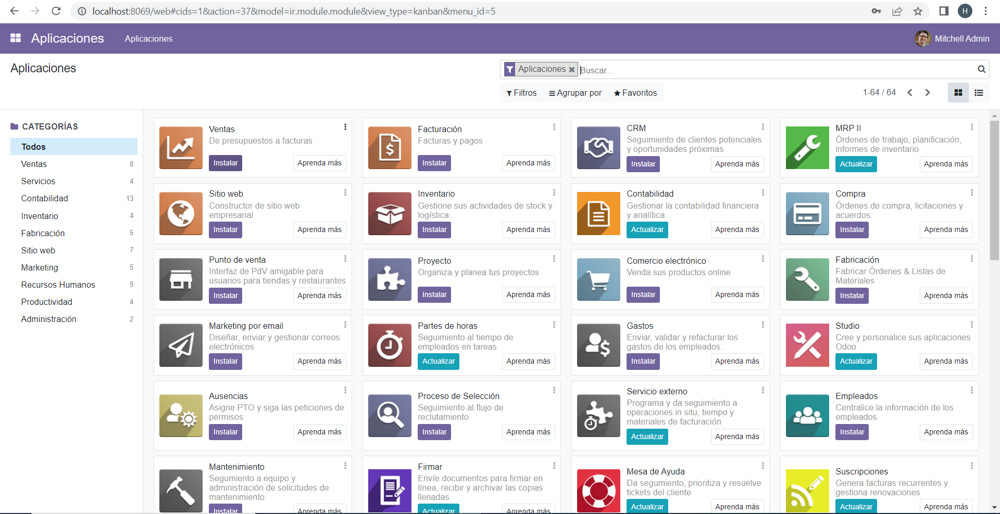 localhost:8069/web#cids=1&action=37&model=ir.module.module&view_type=kanban&menu_id=5
H
Aplicaciones
Aplicaciones
Mitchell Admin
Aplicaciones
Aplicaciones
Buscar...
Filtros
Agrupar por
Favoritos
1-64 / 64
CATEGORÍAS
Todos
Ventas 8
Servicios 4
Contabilidad 13
Inventario 4
Fabricación 5
Sitio web 7
Marketing 5
Recursos Humanos 9
Productividad 4
Administración 2
Ventas
De presupuestos a facturas
Instalar
Aprenda más
Facturación
Facturas y pagos
Instalar
Aprenda más
CRM
Seguimiento de clientes potenciales
y oportunidades próximas
Instalar
Aprenda más
MRP II
Órdenes de trabajo, planificación,
informes de inventario.
Actualizar
Aprenda más
Sitio web
Constructor de sitio web
empresarial
Instalar
Aprenda más
Inventario
Gestione sus actividades de stock y
logística.
Instalar
Aprenda más
Contabilidad
Gestionar la contabilidad financiera
y analítica.
Actualizar
Aprenda más
Compra
Órdenes de compra, licitaciones y
acuerdos.
Instalar
Aprenda más
Punto de venta
Interfaz de PdV amigable para
usuarios para tiendas y restaurantes
Instalar
Aprenda más
Proyecto
Organiza y planea tus proyectos
Instalar
Aprenda más
Comercio electrónico
Venda sus productos online
Instalar
Aprenda más
Fabricación
Fabricar Órdenes & Listas de
Materiales
Instalar
Aprenda más
Marketing por email
Diseñar, enviar y gestionar correos
electrónicos
Instalar
Aprenda más
Partes de horas
Seguimiento al tiempo de
empleados en tareas
Actualizar
Aprenda más
Gastos
Enviar, validar y refacturar los
gastos de los empleados.
Instalar
Aprenda más
Studio
Cree y personalice sus aplicaciones
Odoo
Actualizar
Aprenda más
Ausencias
Asigne PTO y siga las peticiones de
permisos
Instalar
Aprenda más
Proceso de Selección
Seguimiento al flujo de
reclutamiento
Instalar
Aprenda más
Servicio externo
Programa y da seguimiento a
operaciones in situ, tiempo y
materiales de facturación
Actualizar
Aprenda más
Empleados
Centralice la información de los
empleados
Instalar
Aprenda más
Mantenimiento
Segumiento a equipo y
administración de solicitudes de
mantenimiento
Instalar
Aprenda más
Firmar
Envíe documentos para firmar en
línea, recibir y archivar las copias
llenadas
Actualizar
Aprenda más
Mesa de Ayuda
Da segumiento, prioritiza y resuelve
tickets del cliente
Actualizar
Aprenda más
Suscripciones
Genera facturas recurrentes y
gestiona renovaciones
Actualizar
Aprenda más